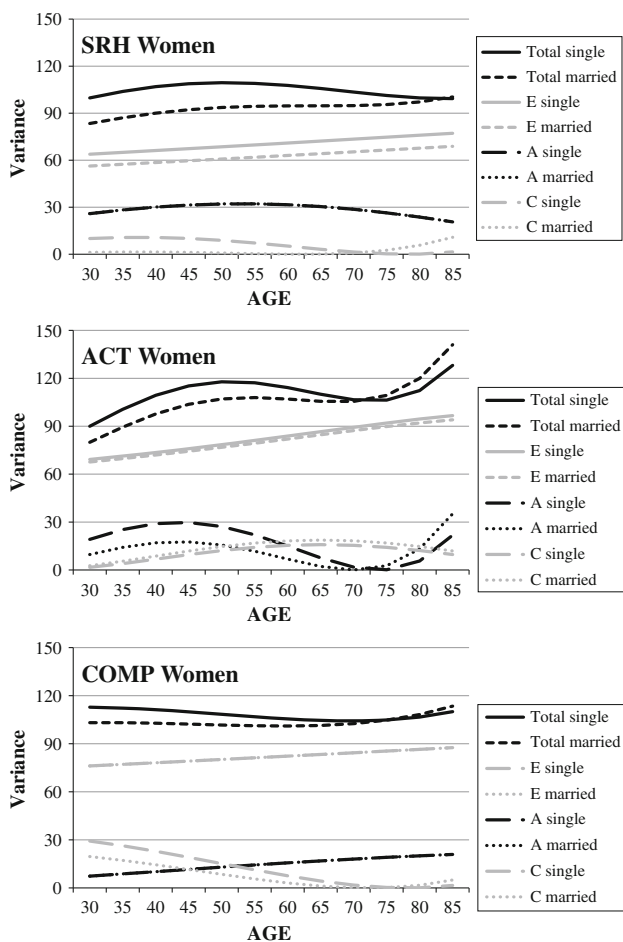 SRH Women
150
120
90
60
30
0
Variance
30 35 40 45 50 55 60 65 70 75 80 85
AGE
Total single
Total married
E single
E married
A single
A married
C single
C married
ACT Women
150
120
90
60
30
0
Variance
30 35 40 45 50 55 60 65 70 75 80 85
AGE
Total single
Total married
E single
E married
A single
A married
C single
C married
COMP Women
150
120
90
60
30
0
Variance
30 35 40 45 50 55 60 65 70 75 80 85
AGE
Total single
Total married
E single
E married
A single
A married
C single
C married